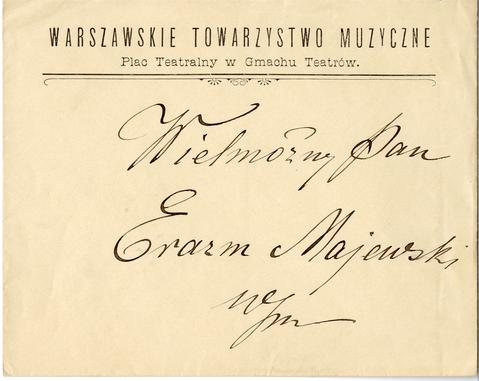 WARSZAWSKIE TOWARZYSTWO MUZYCZNE
Plac Teatralny w Gmachu Teatrów.
Wielmożny Pan
Erazm Majewski
w/m